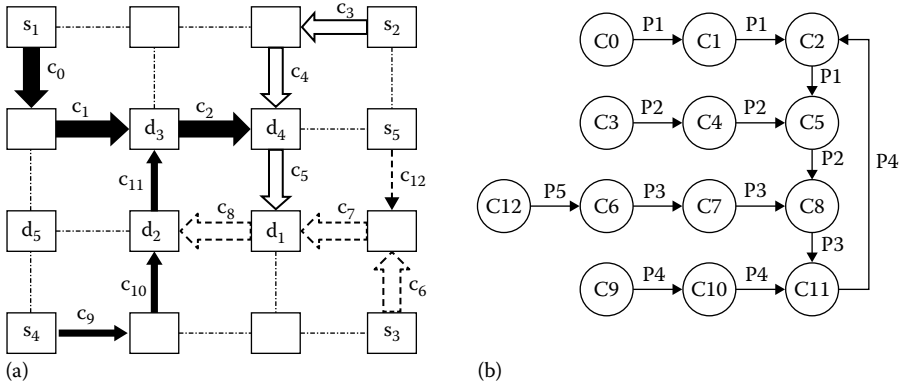 s₁ s₂ c₃
c₀ c₄
c₁ d₃ c₂ d₄ s₅
c₁₁ c₅ c₁₂
d₅ d₂ c₈ d₁ c₇
c₁₀ c₆
s₄ c₉ s₃
(a)
C0 P1 C1 P1 C2
P1
C3 P2 C4 P2 C5
P2 P4
C12 P5 C6 P3 C7 P3 C8
P3
C9 P4 C10 P4 C11
(b)